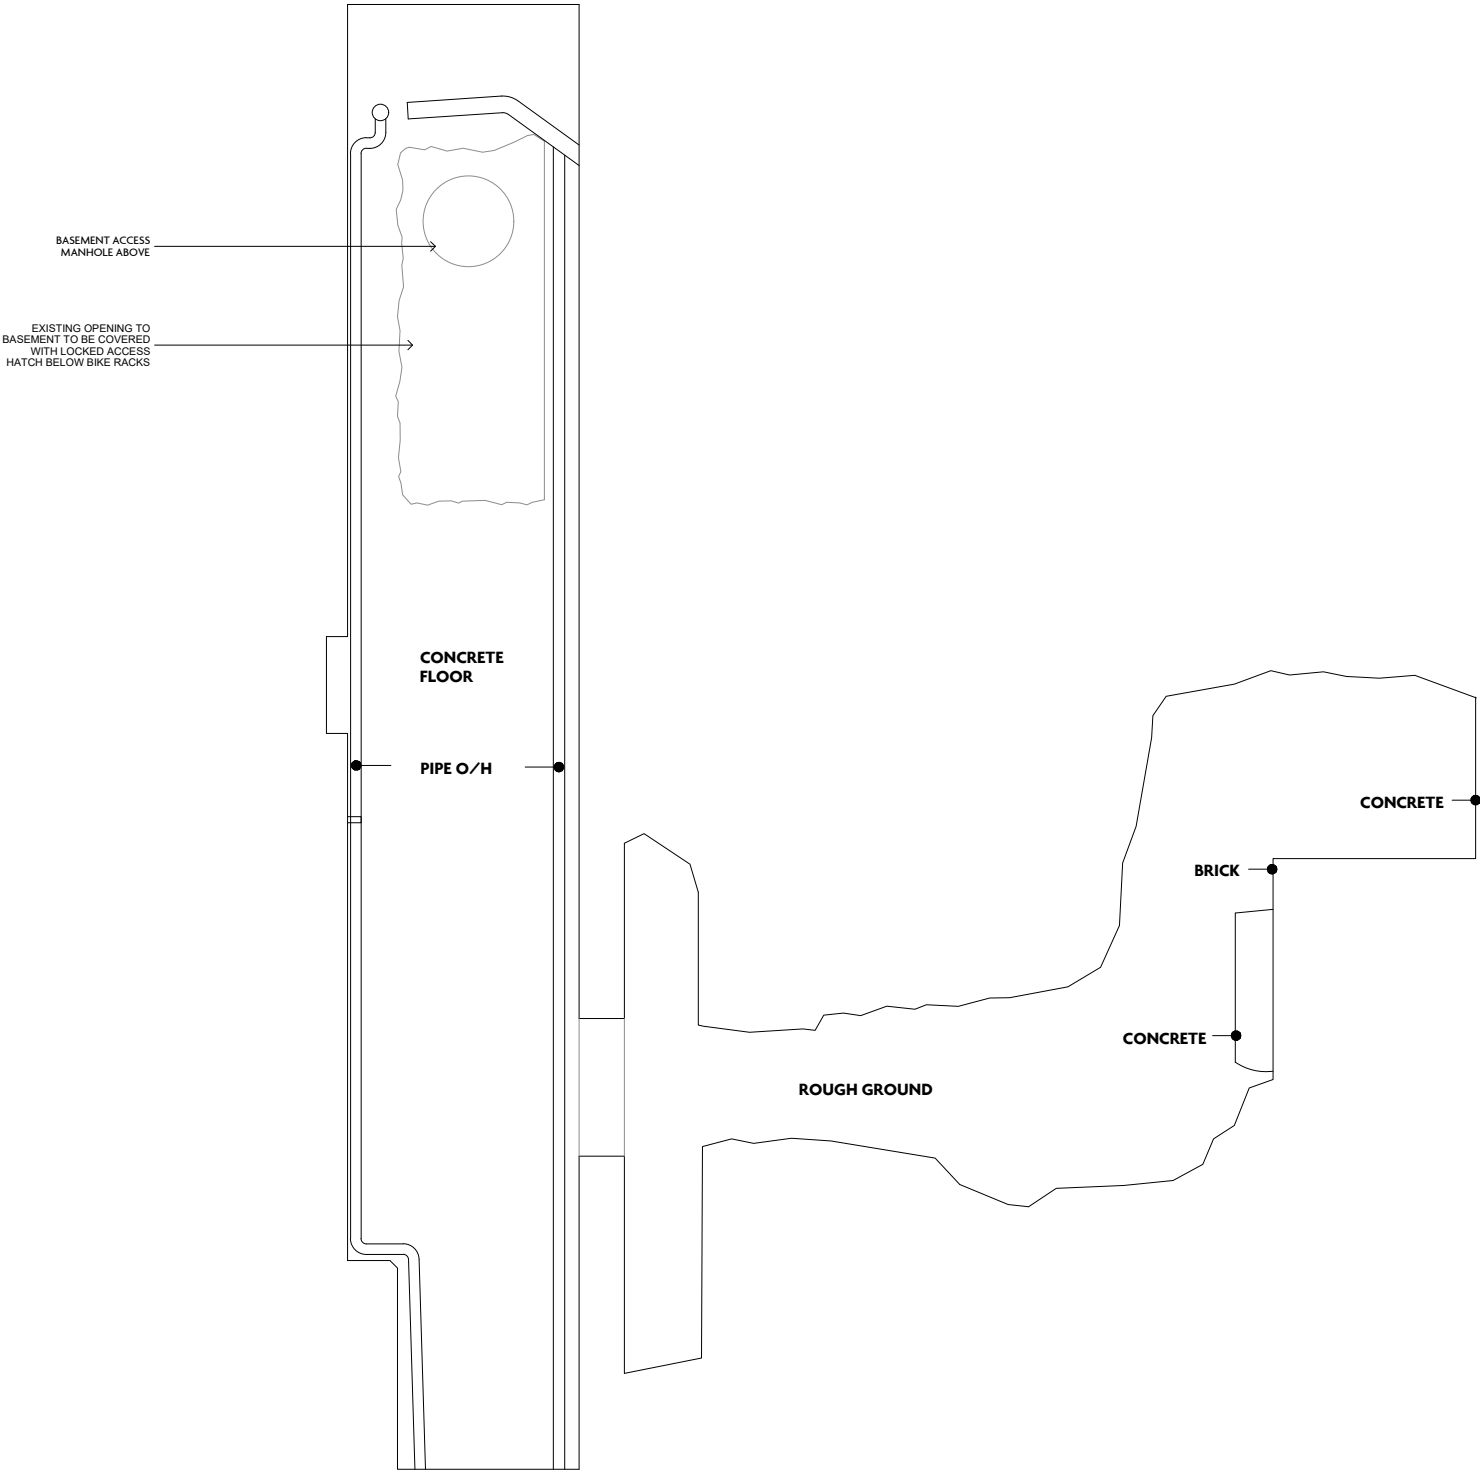 BASEMENT ACCESS
MANHOLE ABOVE
EXISTING OPENING TO
BASEMENT TO BE COVERED
WITH LOCKED ACCESS
HATCH BELOW BIKE RACKS
CONCRETE
FLOOR
PIPE O/H
CONCRETE
BRICK
CONCRETE
ROUGH GROUND